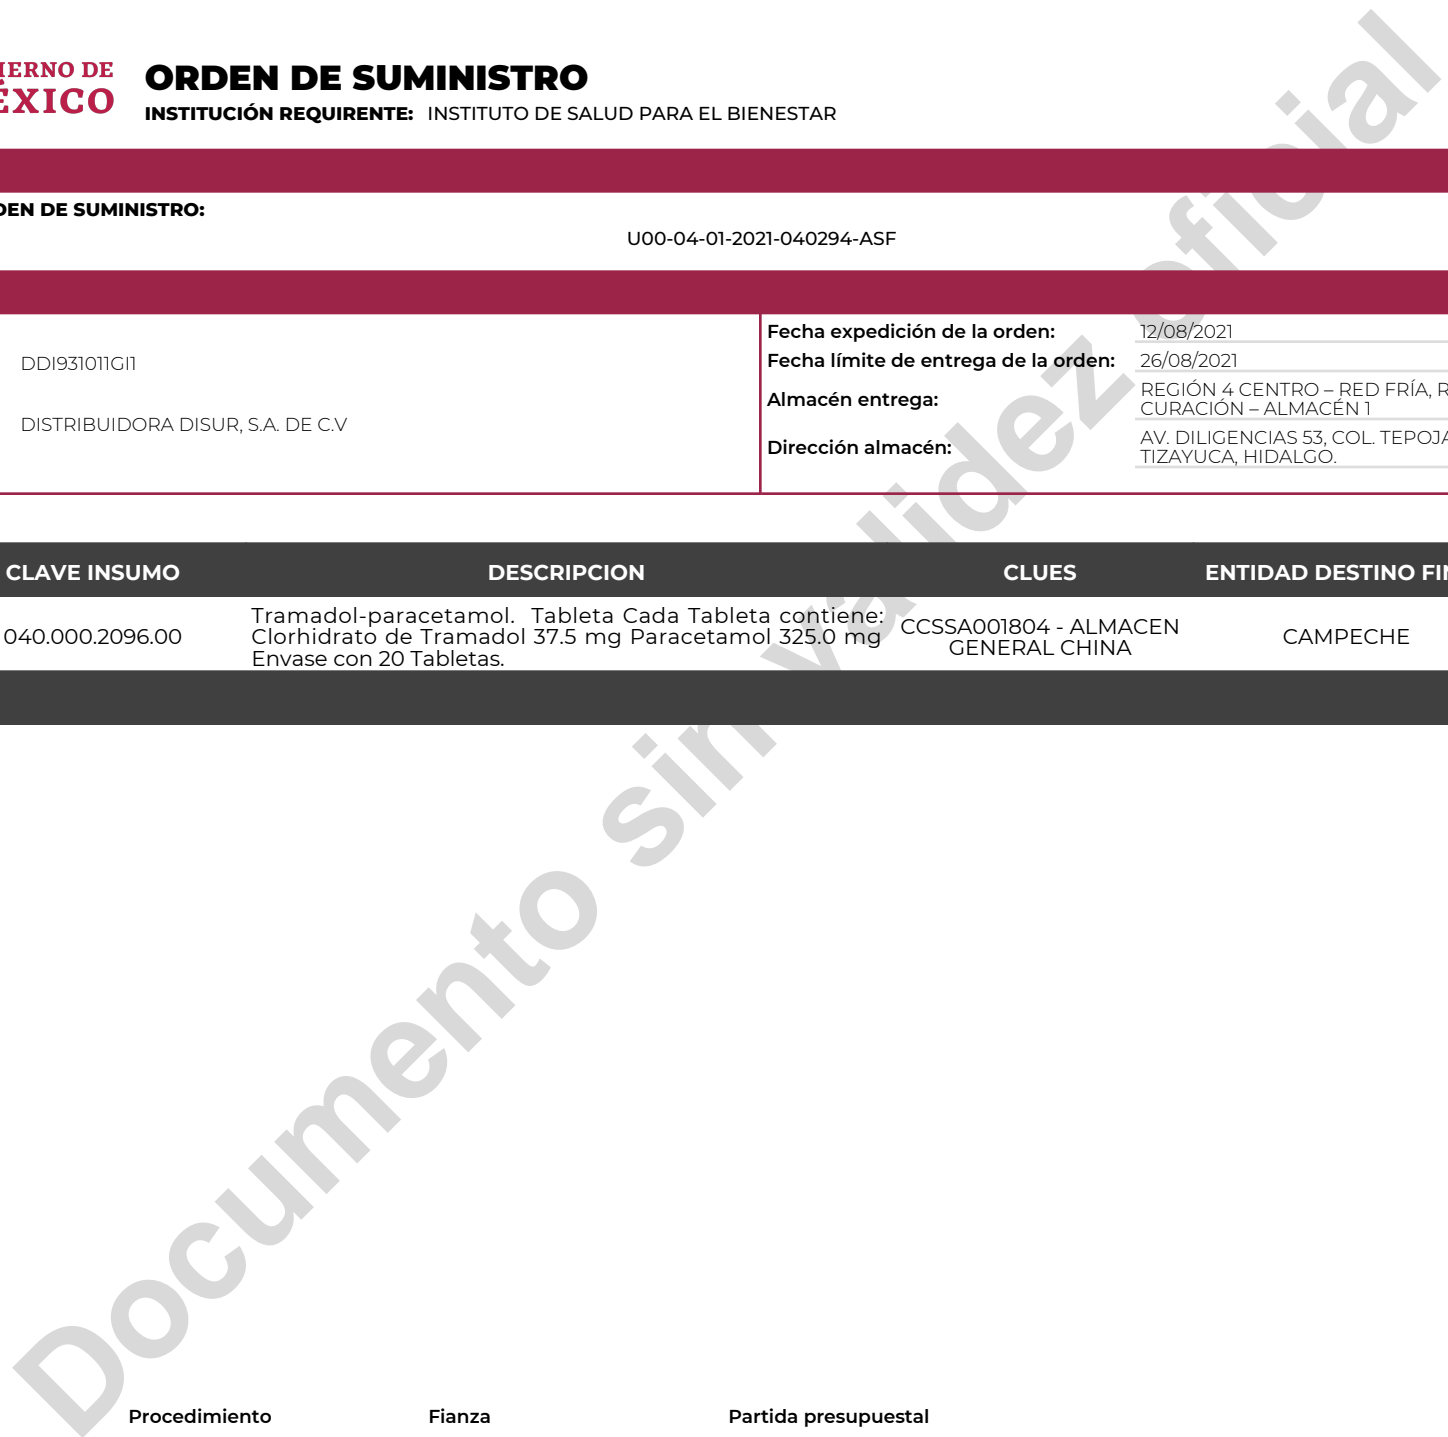 IERNO DE
ÉXICO
ORDEN DE SUMINISTRO
INSTITUCIÓN REQUIRENTE: INSTITUTO DE SALUD PARA EL BIENESTAR
DEN DE SUMINISTRO:
U00-04-01-2021-040294-ASF
DDI931011GI1
DISTRIBUIDORA DISUR, S.A. DE C.V
Fecha expedición de la orden: 12/08/2021
Fecha límite de entrega de la orden: 26/08/2021
Almacén entrega: REGIÓN 4 CENTRO – RED FRÍA, R
CURACIÓN – ALMACÉN 1
Dirección almacén: AV. DILIGENCIAS 53, COL. TEPOJA
TIZAYUCA, HIDALGO.
CLAVE INSUMO DESCRIPCION CLUES ENTIDAD DESTINO FIN
040.000.2096.00
Tramadol-paracetamol. Tableta Cada Tableta contiene:
Clorhidrato de Tramadol 37.5 mg Paracetamol 325.0 mg
Envase con 20 Tabletas.
CCSSA001804 - ALMACEN
GENERAL CHINA
CAMPECHE
Documento sin validez oficial
Procedimiento Fianza Partida presupuestal